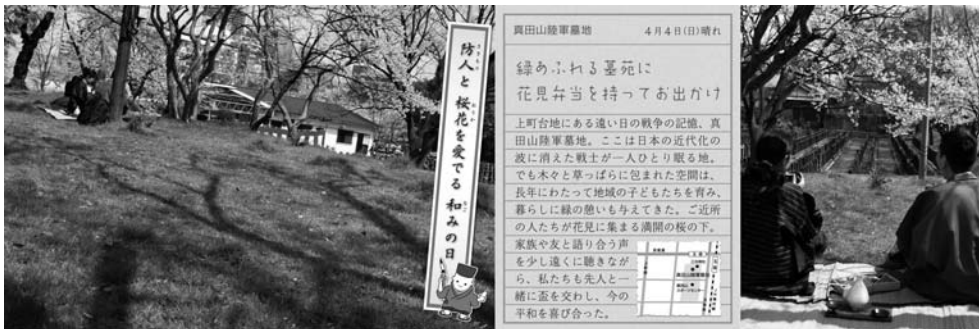 防人と 桜花を愛でる 和みの日
真田山陸軍墓地 4月4日(日)晴れ
緑あふれる墓苑に
花見弁当を持ってお出かけ
上町台地にある遠い日の戦争の記憶、真
田山陸軍墓地。ここは日本の近代化の
波に消えた戦士が一人ひとり眠る地。
でも木々と草っぱらに包まれた空間は、
長年にわたって地域の子どもたちを育み、
暮らしに緑の憩いも与えてきた。ご近所
の人たちが花見に集まる満開の桜の下。
家族や友と語り合う声
を少し遠くに聴きなが
ら、私たちも先人と一
緒に盃を交わし、今の
平和を喜び合った。